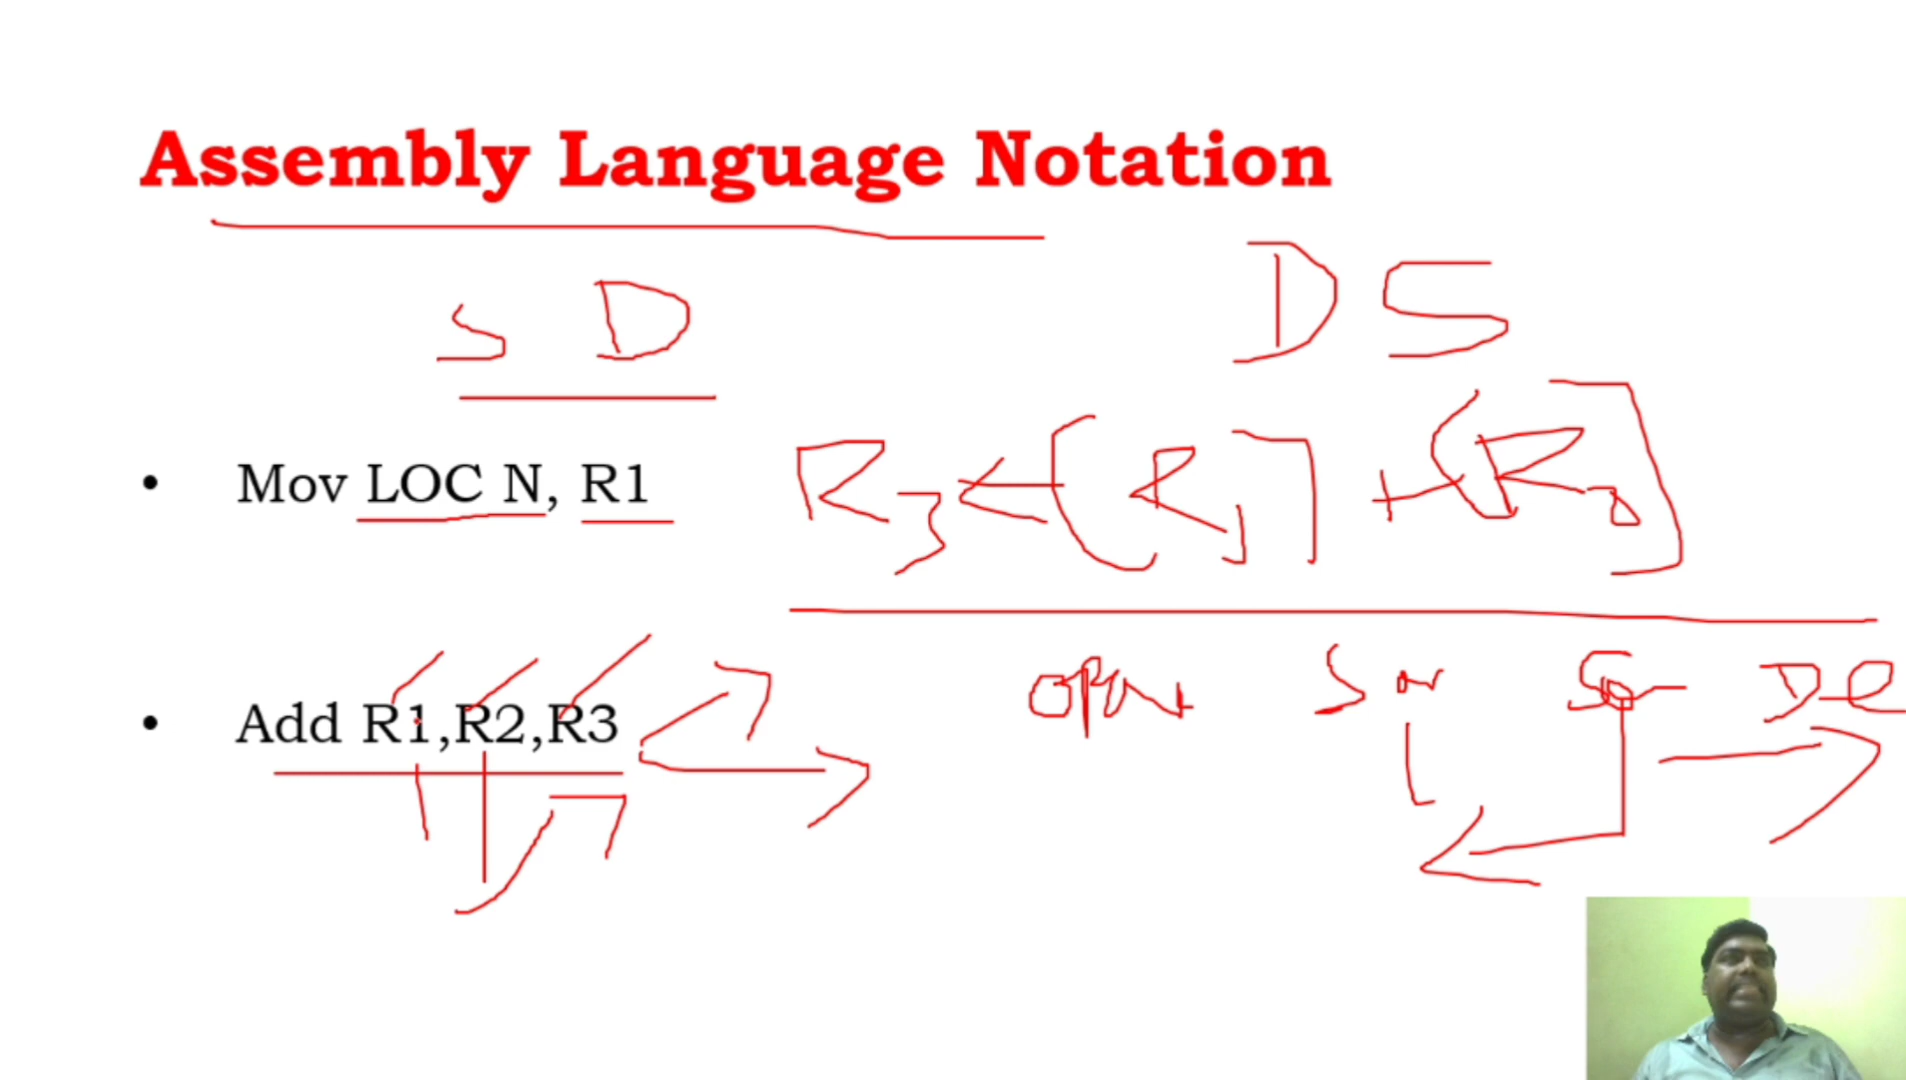 Assembly Language Notation
S D
D S
• Mov LOC N, R1
R3 ← [R1] + [R2]
• Add R1,R2,R3